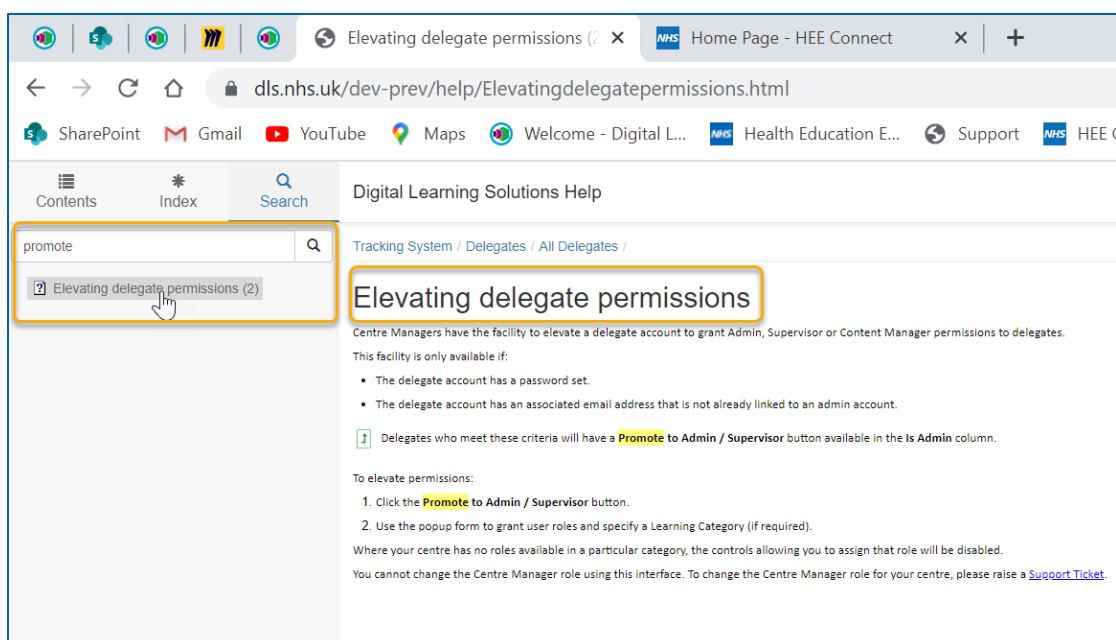 Elevating delegate permissions (2
NHS Home Page - HEE Connect
dls.nhs.uk/dev-prev/help/Elevatingdelegatepermissions.html
SharePoint Gmail YouTube Maps Welcome - Digital L... NHS Health Education E... Support NHS HEE
Contents Index Search
Digital Learning Solutions Help
promote
Tracking System / Delegates / All Delegates /
Elevating delegate permissions (2)
Elevating delegate permissions
Centre Managers have the facility to elevate a delegate account to grant Admin, Supervisor or Content Manager permissions to delegates.
This facility is only available if:
• The delegate account has a password set.
• The delegate account has an associated email address that is not already linked to an admin account.
Delegates who meet these criteria will have a Promote to Admin / Supervisor button available in the Is Admin column.
To elevate permissions:
1. Click the Promote to Admin / Supervisor button.
2. Use the popup form to grant user roles and specify a Learning Category (if required).
Where your centre has no roles available in a particular category, the controls allowing you to assign that role will be disabled.
You cannot change the Centre Manager role using this interface. To change the Centre Manager role for your centre, please raise a Support Ticket.